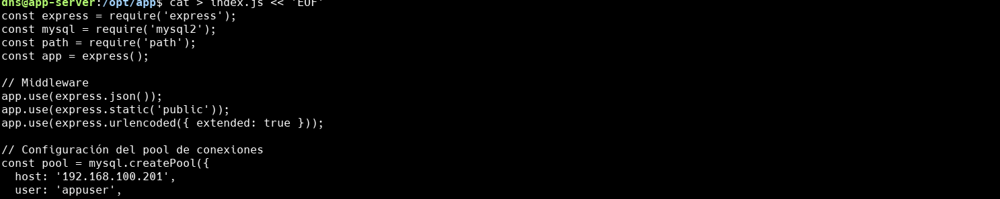 dns@app-server:/opt/app$ cat > index.js << 'EOF'
const express = require('express');
const mysql = require('mysql2');
const path = require('path');
const app = express();

// Middleware
app.use(express.json());
app.use(express.static('public'));
app.use(express.urlencoded({ extended: true }));

// Configuración del pool de conexiones
const pool = mysql.createPool({
  host: '192.168.100.201',
  user: 'appuser',